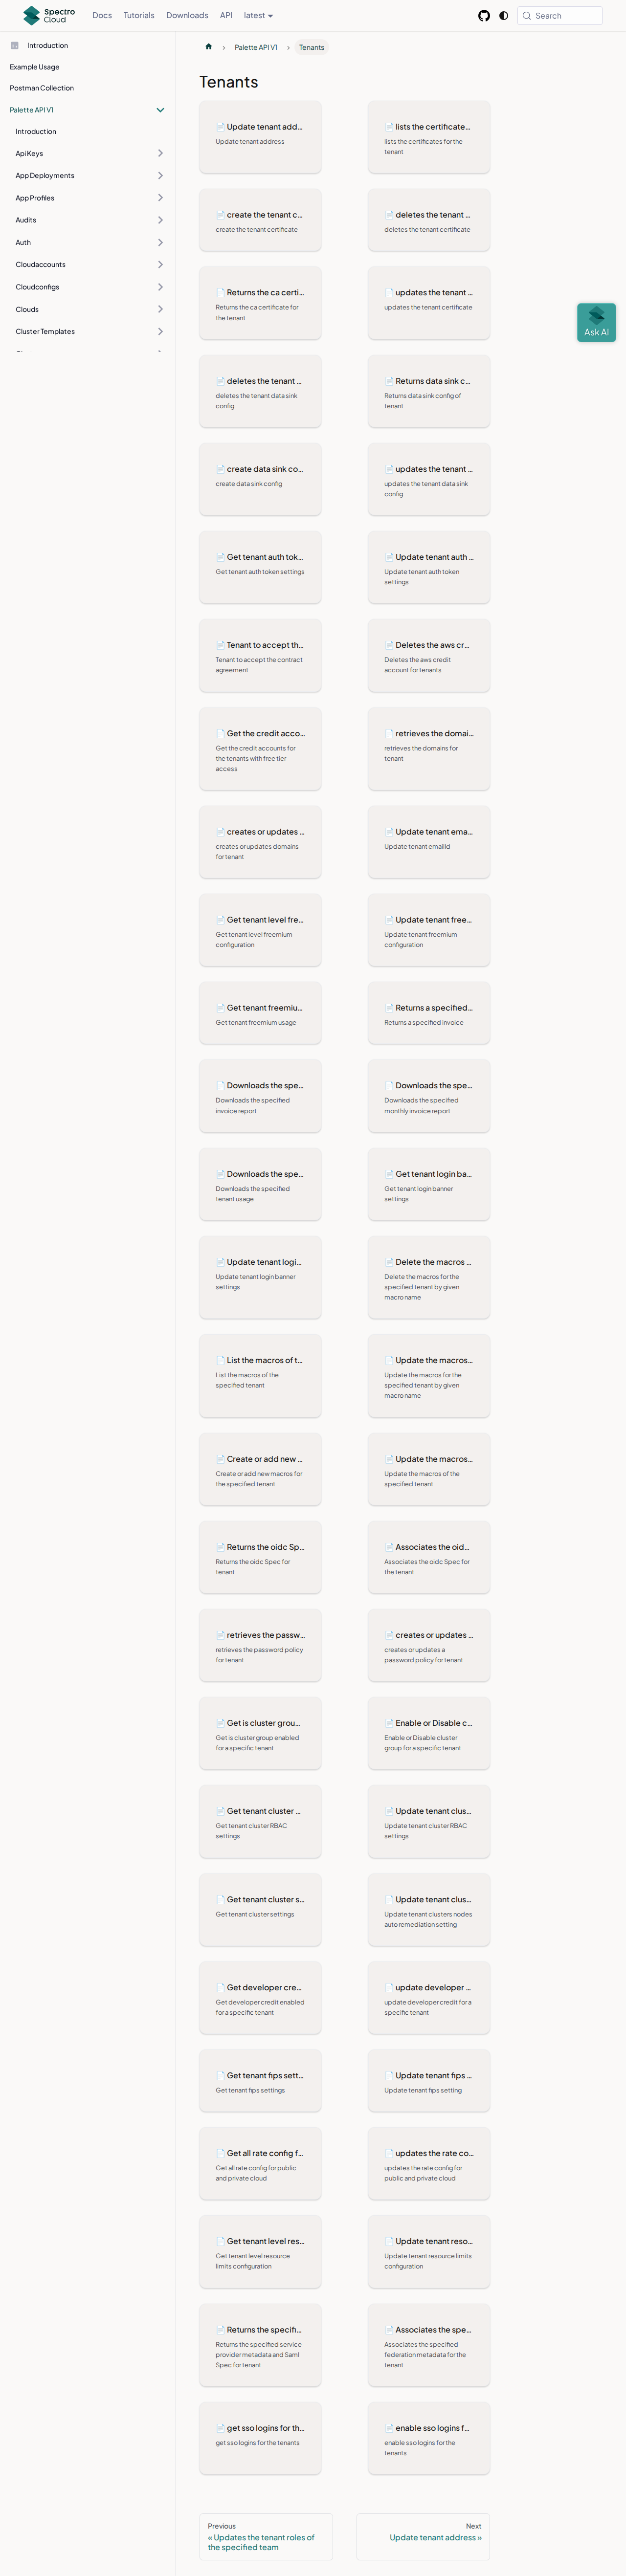 Spectro Cloud
Docs
Tutorials
Downloads
API
latest
Search
Introduction
Example Usage
Postman Collection
Palette API V1
Introduction
Api Keys
App Deployments
App Profiles
Audits
Auth
Cloudaccounts
Cloudconfigs
Clouds
Cluster Templates
Palette API V1
Tenants
Tenants
Update tenant add...
Update tenant address
lists the certificate...
lists the certificates for the
tenant
create the tenant c...
create the tenant certificate
deletes the tenant ...
deletes the tenant certificate
Returns the ca certi...
Returns the ca certificate for
the tenant
updates the tenant ...
updates the tenant certificate
deletes the tenant ...
deletes the tenant data sink
config
Returns data sink c...
Returns data sink config of
tenant
create data sink co...
create data sink config
updates the tenant ...
updates the tenant data sink
config
Get tenant auth tok...
Get tenant auth token settings
Update tenant auth ...
Update tenant auth token
settings
Tenant to accept th...
Tenant to accept the contract
agreement
Deletes the aws cr...
Deletes the aws credit
account for tenants
Get the credit acco...
Get the credit accounts for
the tenants with free tier
access
retrieves the domai...
retrieves the domains for
tenant
creates or updates ...
creates or updates domains
for tenant
Update tenant ema...
Update tenant emailId
Get tenant level fre...
Get tenant level freemium
configuration
Update tenant free...
Update tenant freemium
configuration
Get tenant freemiu...
Get tenant freemium usage
Returns a specified...
Returns a specified invoice
Downloads the spe...
Downloads the specified
invoice report
Downloads the spe...
Downloads the specified
monthly invoice report
Downloads the spe...
Downloads the specified
tenant usage
Get tenant login ba...
Get tenant login banner
settings
Update tenant logi...
Update tenant login banner
settings
Delete the macros ...
Delete the macros for the
specified tenant by given
macro name
List the macros of t...
List the macros of the
specified tenant
Update the macros...
Update the macros for the
specified tenant by given
macro name
Create or add new ...
Create or add new macros for
the specified tenant
Update the macros...
Update the macros of the
specified tenant
Returns the oidc Sp...
Returns the oidc Spec for
tenant
Associates the oid...
Associates the oidc Spec for
the tenant
retrieves the passw...
retrieves the password policy
for tenant
creates or updates ...
creates or updates a
password policy for tenant
Get is cluster grou...
Get is cluster group enabled
for a specific tenant
Enable or Disable c...
Enable or Disable cluster
group for a specific tenant
Get tenant cluster ...
Get tenant cluster RBAC
settings
Update tenant clus...
Update tenant cluster RBAC
settings
Get tenant cluster s...
Get tenant cluster settings
Update tenant clus...
Update tenant clusters nodes
auto remediation setting
Get developer cre...
Get developer credit enabled
for a specific tenant
update developer ...
update developer credit for a
specific tenant
Get tenant fips sett...
Get tenant fips settings
Update tenant fips ...
Update tenant fips setting
Get all rate config f...
Get all rate config for public
and private cloud
updates the rate co...
updates the rate config for
public and private cloud
Get tenant level res...
Get tenant level resource
limits configuration
Update tenant reso...
Update tenant resource limits
configuration
Returns the specifi...
Returns the specified service
provider metadata and Saml
Spec for tenant
Associates the spe...
Associates the specified
federation metadata for the
tenant
get sso logins for th...
get sso logins for the tenants
enable sso logins f...
enable sso logins for the
tenants
Previous
« Updates the tenant roles of
the specified team
Next
Update tenant address »
Ask AI